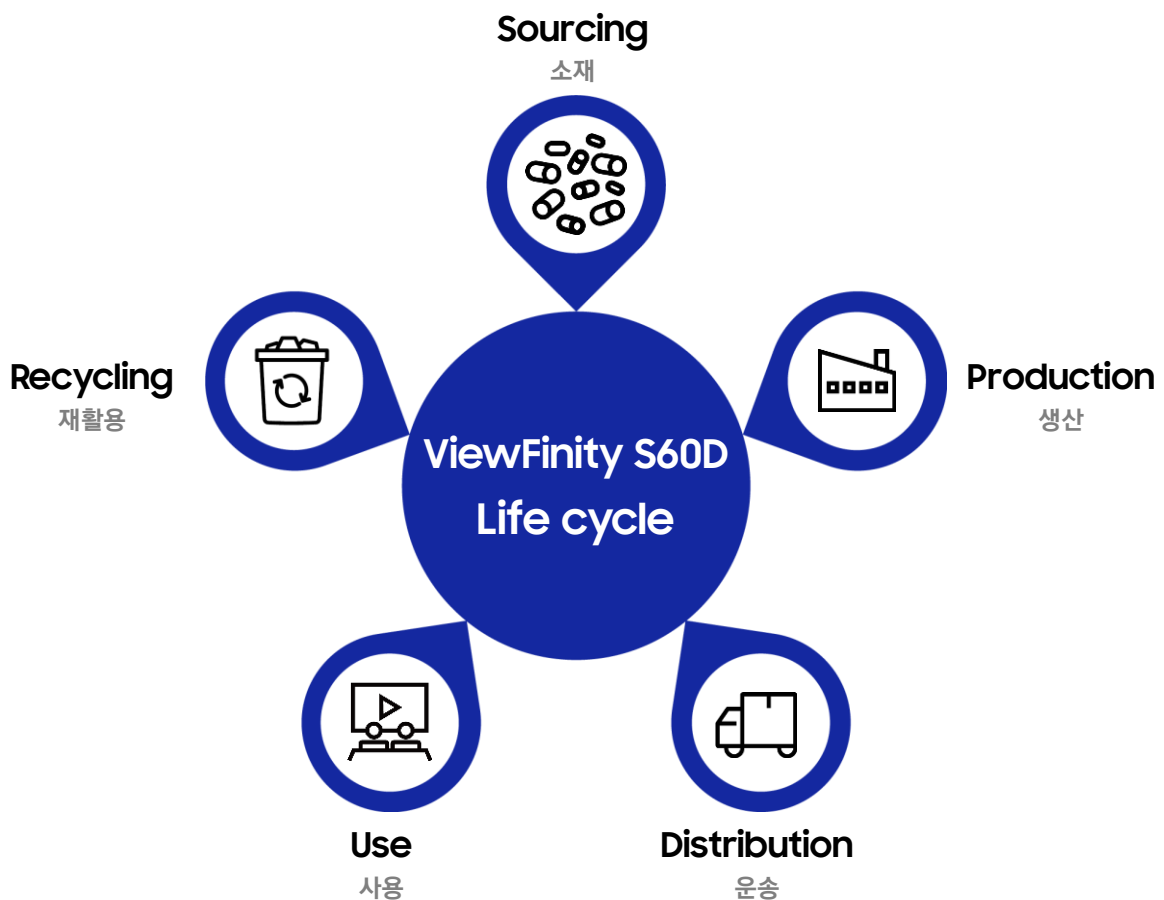 Sourcing
소재
Recycling
재활용
Production
생산
ViewFinity S60D
Life cycle
Use
사용
Distribution
운송